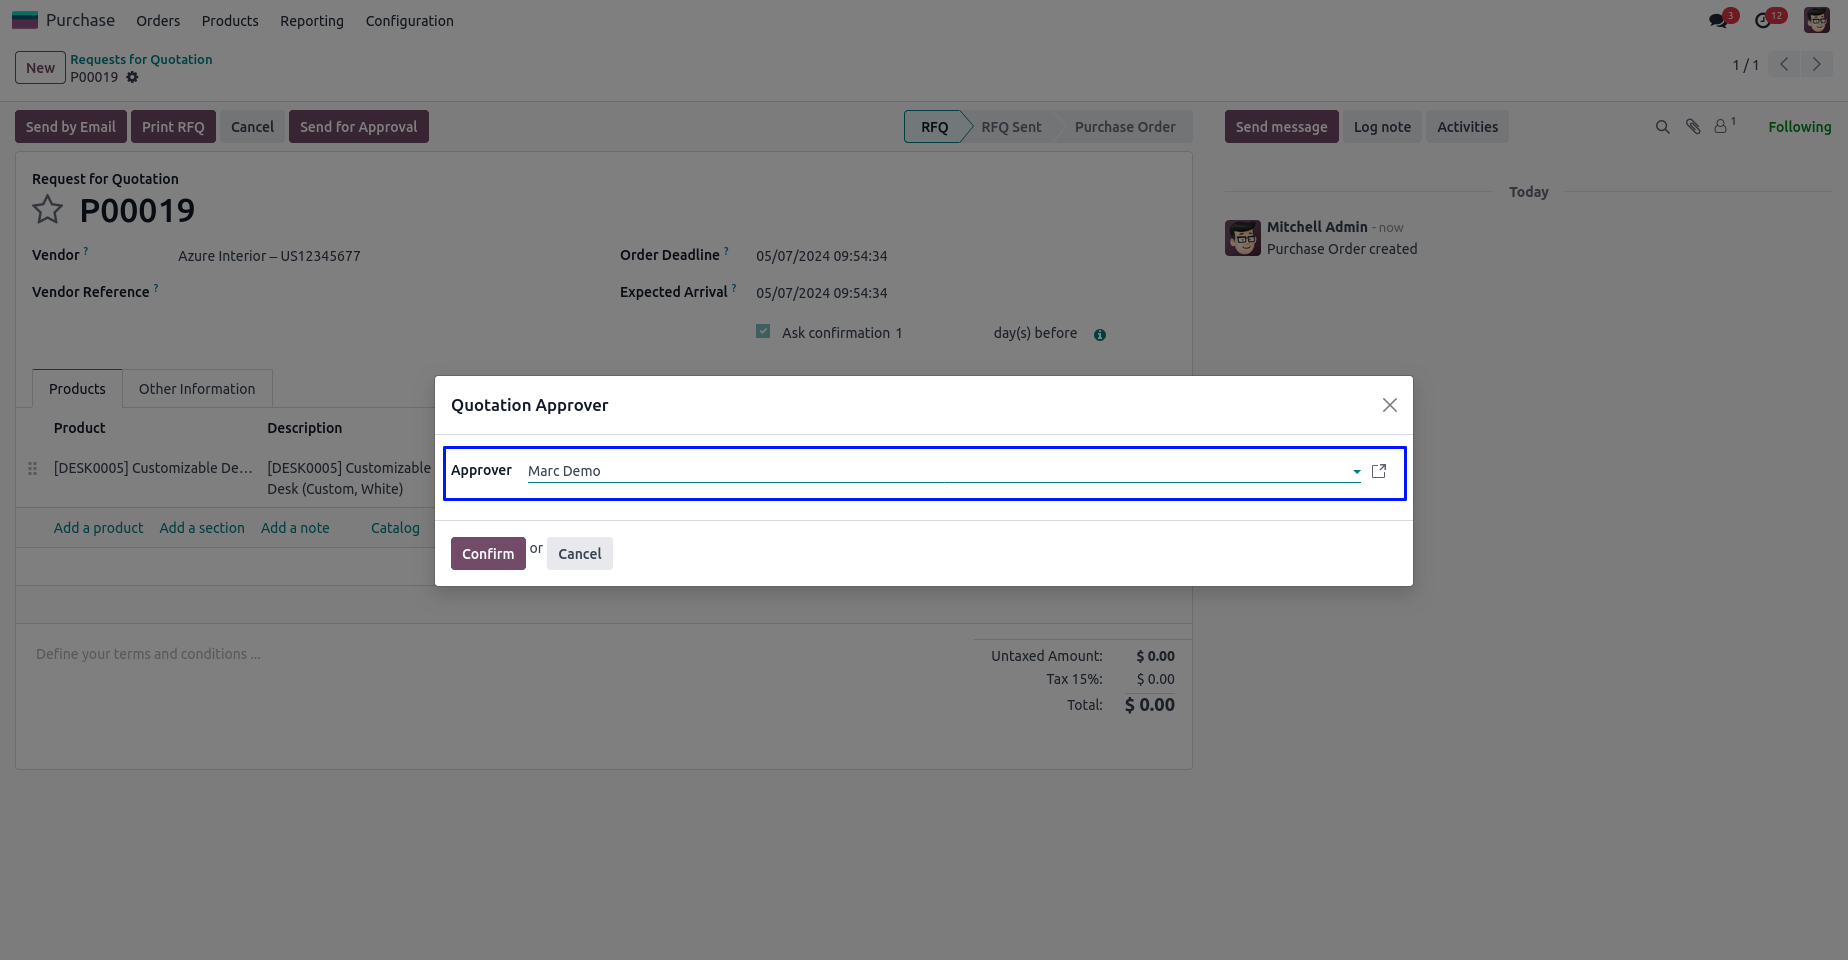 Purchase Orders Products Reporting Configuration 3 12
New Requests for Quotation
P00019
1 / 1
Send by Email Print RFQ Cancel Send for Approval RFQ RFQ Sent Purchase Order Send message Log note Activities 1 Following
Request for Quotation
P00019
Vendor ? Azure Interior – US12345677 Order Deadline ? 05/07/2024 09:54:34
Vendor Reference ? Expected Arrival ? 05/07/2024 09:54:34
Ask confirmation 1 day(s) before
Today
Mitchell Admin - now
Purchase Order created
Products Other Information
Product Description
[DESK0005] Customizable De... [DESK0005] Customizable
Desk (Custom, White)
Add a product Add a section Add a note Catalog
Quotation Approver
Approver Marc Demo
Confirm or Cancel
Define your terms and conditions ...
Untaxed Amount: $ 0.00
Tax 15%: $ 0.00
Total: $ 0.00